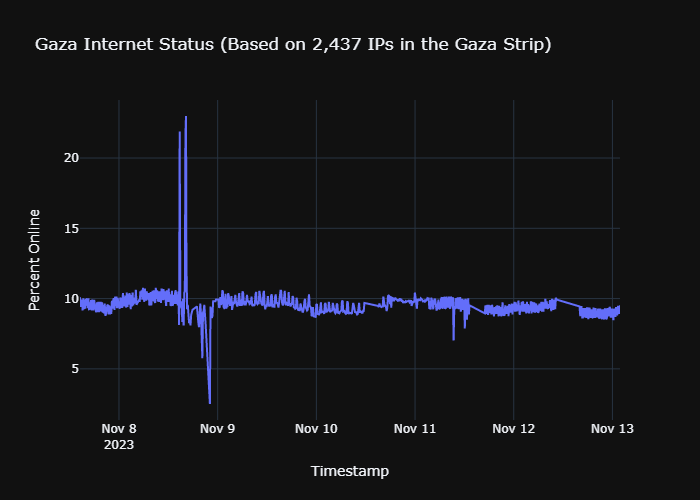 Gaza Internet Status (Based on 2,437 IPs in the Gaza Strip)
Percent Online
20
15
10
5
Nov 8 Nov 9 Nov 10 Nov 11 Nov 12 Nov 13
2023
Timestamp